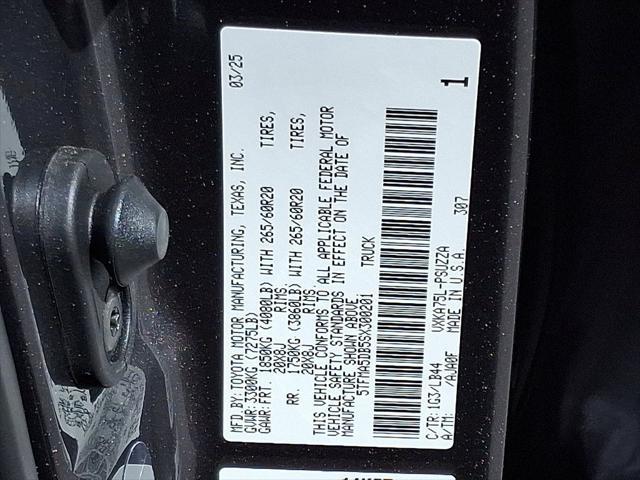 MFD.BY:TOYOTA MOTOR MANUFACTURING, TEXAS, INC. 03/25
GVWR: 3300KG (7275LB)
GAWR:FRT. 1850KG (4080LB) WITH 265/60R20 TIRES,
20X8J RIMS.
RR. 1750KG (3860LB) WITH 265/60R20 TIRES,
20X8J RIMS.
THIS VEHICLE CONFORMS TO ALL APPLICABLE FEDERAL MOTOR
VEHICLE SAFETY STANDARDS IN EFFECT ON THE DATE OF
MANUFACTURE SHOWN ABOVE.
5TFMA5DB5SX300201 TRUCK
1
C/TR:1G3/LB44 VXKA75L-PSUZZA 307
A/TM: /AJA0F MADE IN U.S.A.